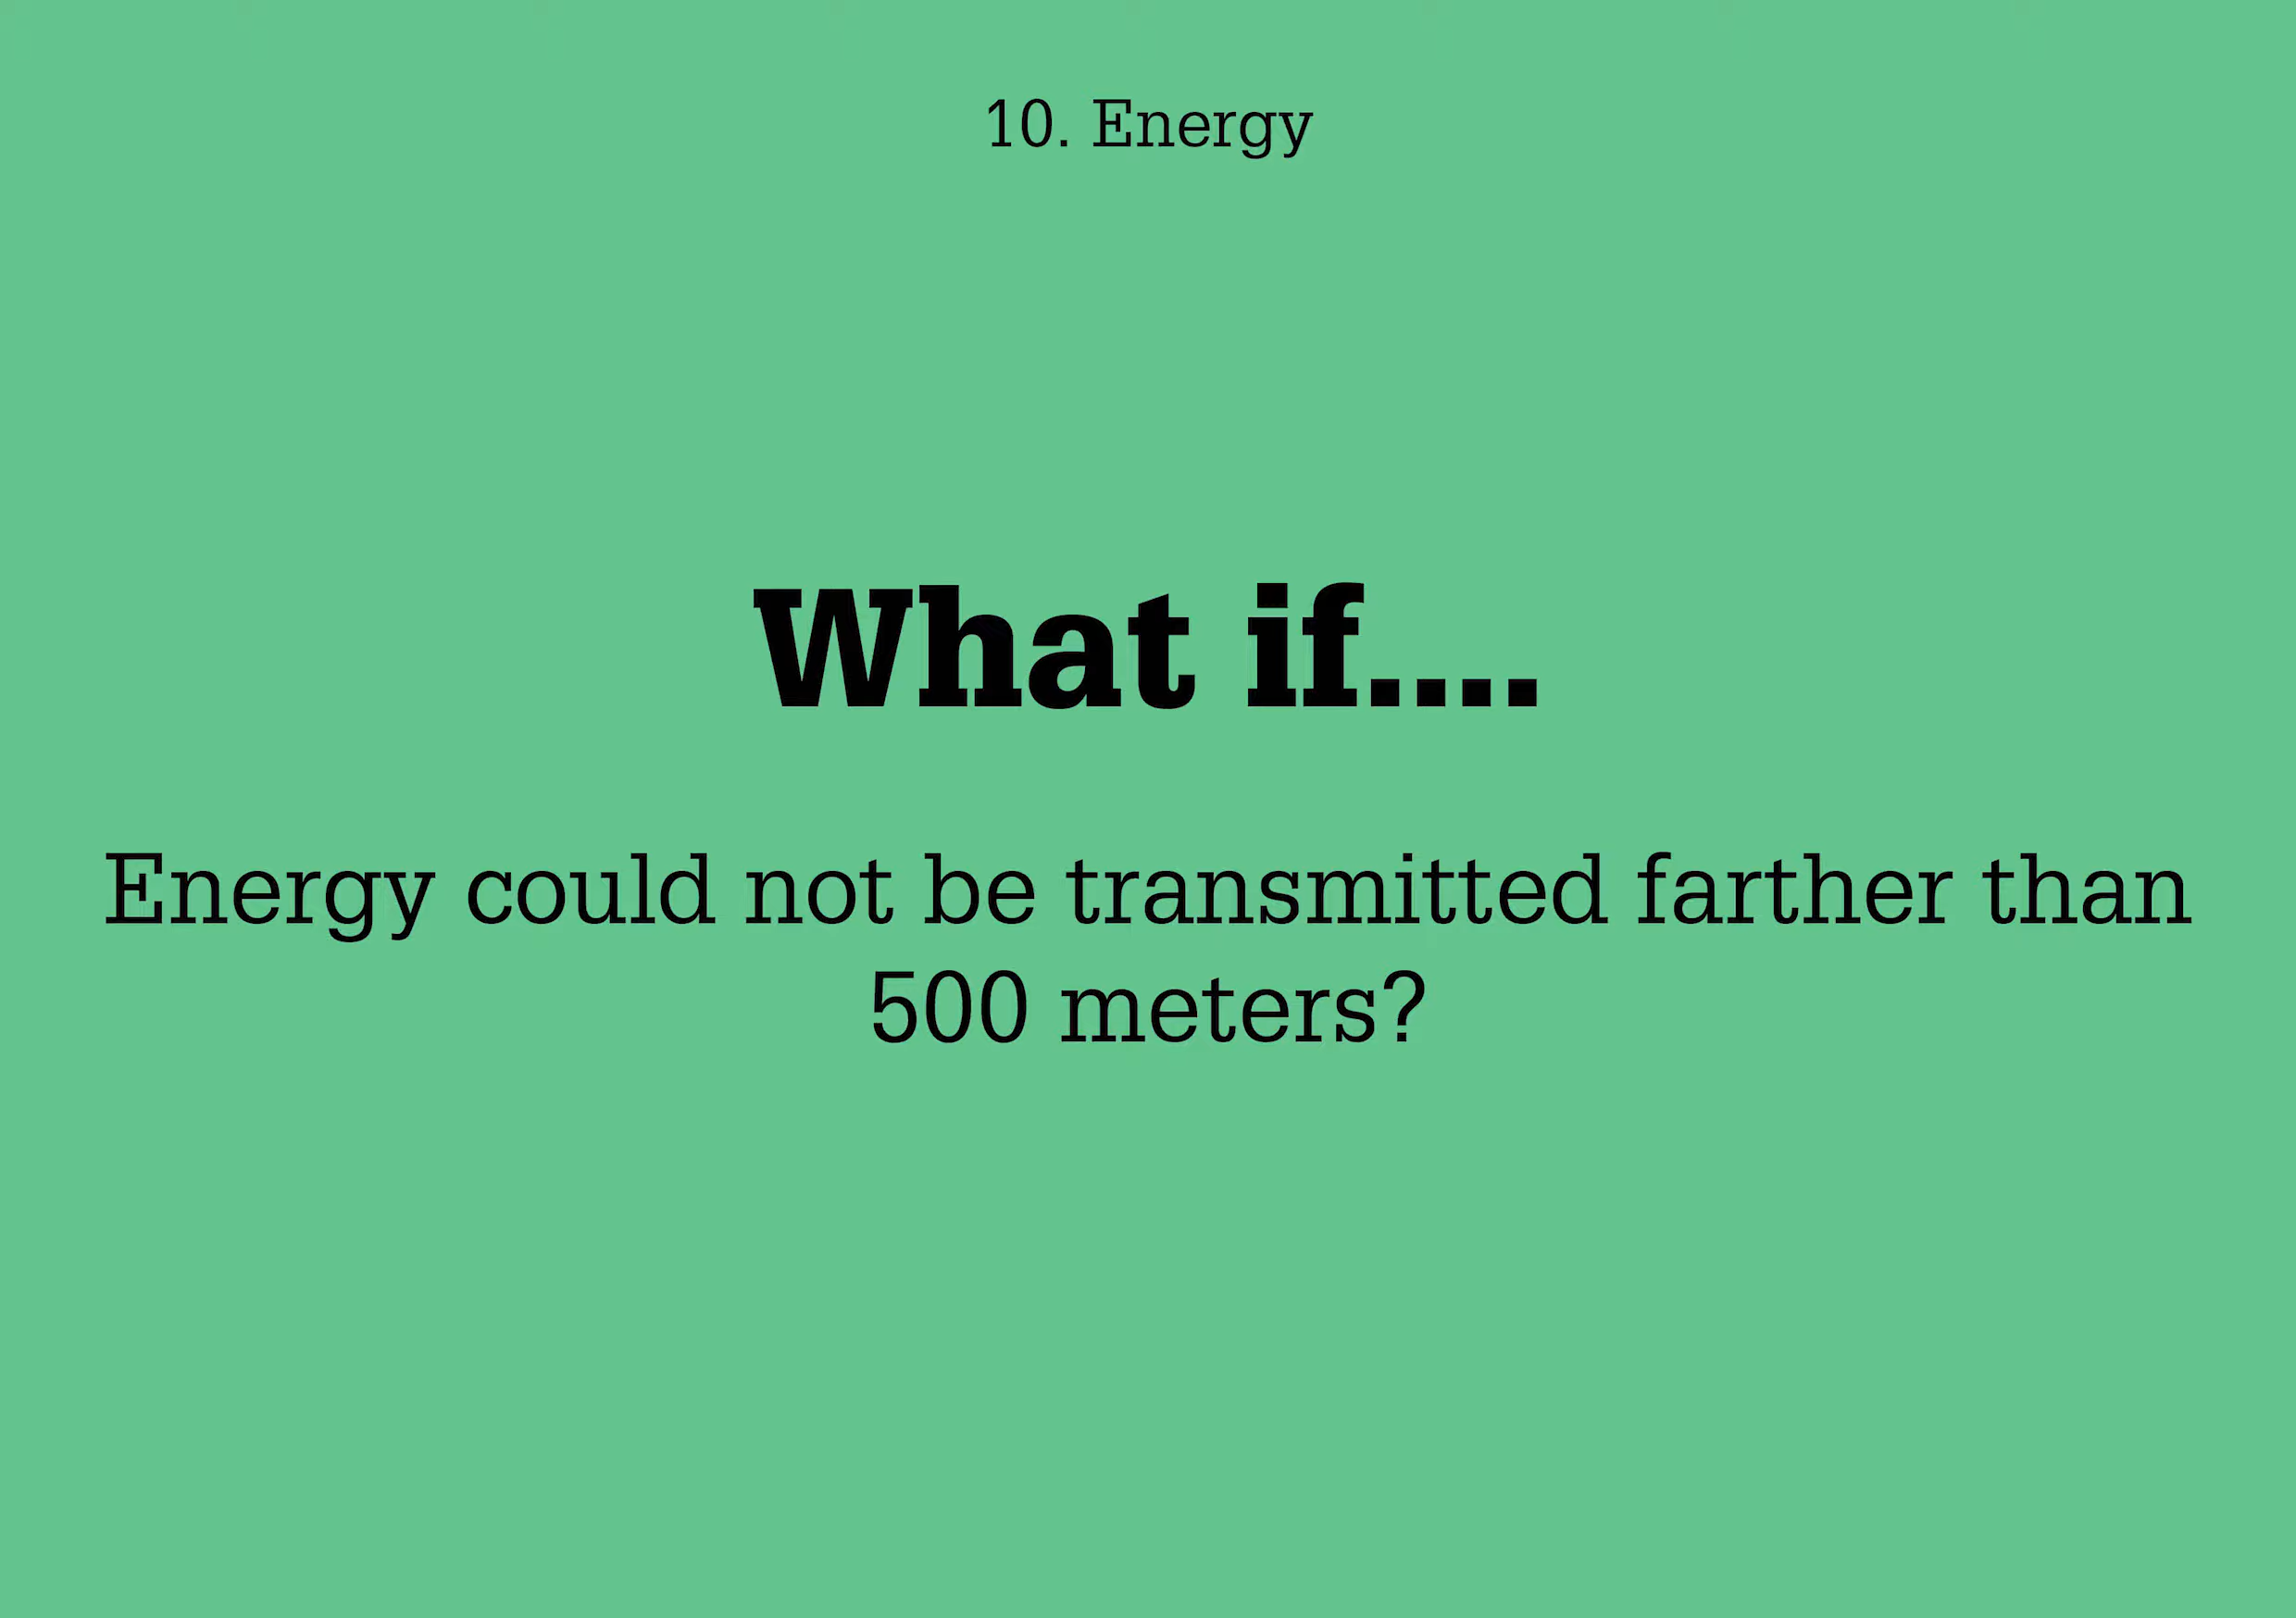 10. Energy
What if....
Energy could not be transmitted farther than
500 meters?